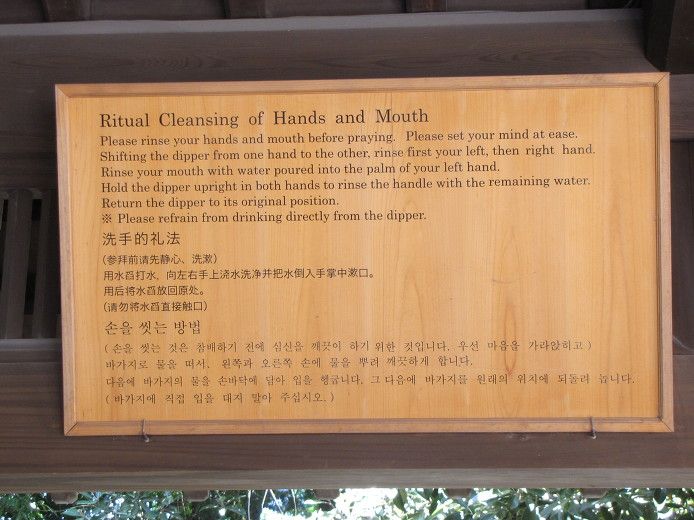 Ritual Cleansing of Hands and Mouth
Please rinse your hands and mouth before praying. Please set your mind at ease.
Shifting the dipper from one hand to the other, rinse first your left, then right hand.
Rinse your mouth with water poured into the palm of your left hand.
Hold the dipper upright in both hands to rinse the handle with the remaining water.
Return the dipper to its original position.
※ Please refrain from drinking directly from the dipper.
洗手的礼法
(参拜前请先静心、洗漱)
用水舀打水，向左右手上浇水洗净并把水倒入手掌中漱口。
用后将水舀放回原处。
(请勿将水舀直接触口)
손을 씻는 방법
( 손을 씻는 것은 참배하기 전에 심신을 깨끗이 하기 위한 것입니다. 우선 마음을 가라앉히고 )
바가지로 물을 떠서, 왼쪽과 오른쪽 손에 물을 뿌려 깨끗하게 합니다.
다음에 바가지의 물을 손바닥에 담아 입을 헹굽니다. 그 다음에 바가지를 원래의 위치에 되돌려 놉니다.
( 바가지에 직접 입을 대지 말아 주십시오. )